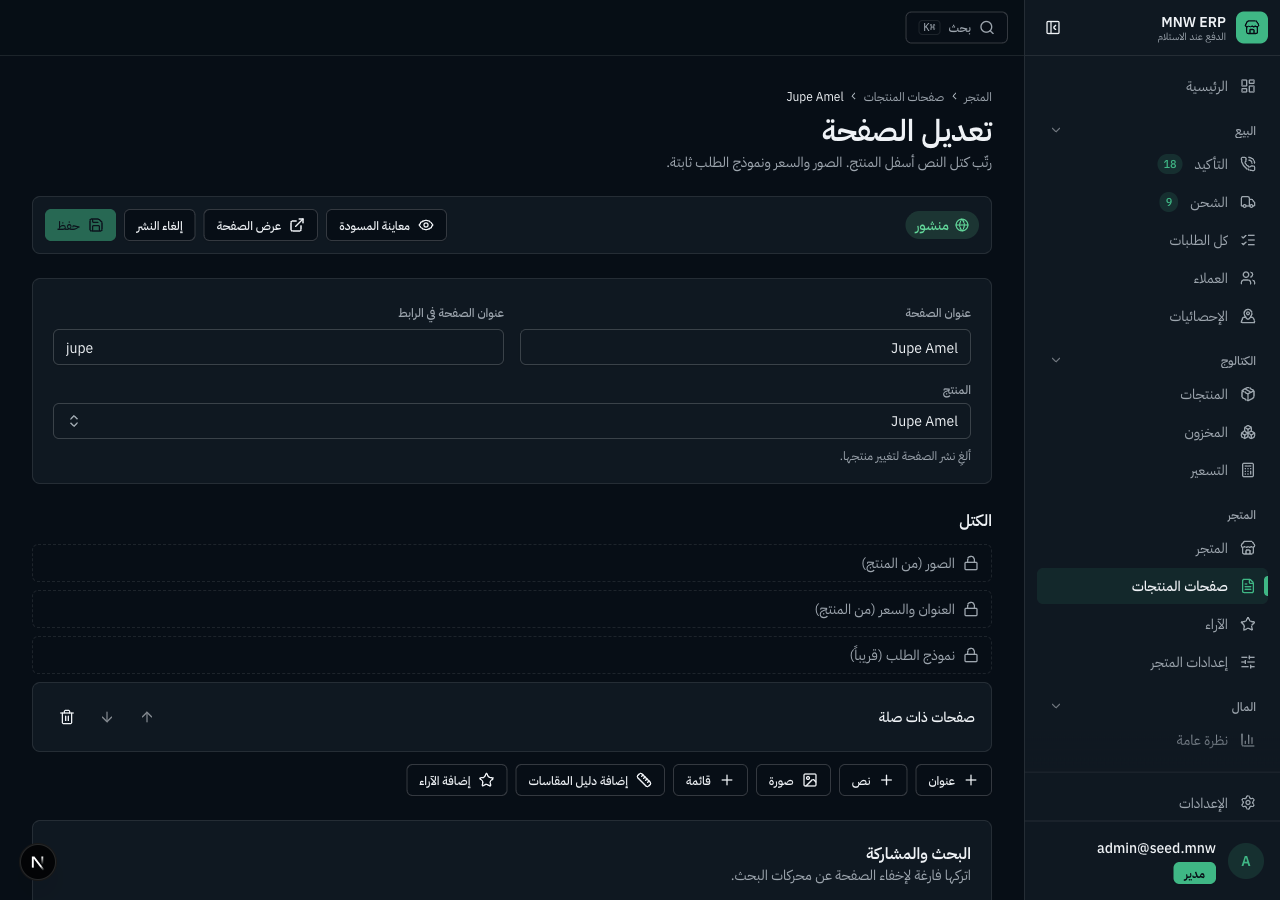 MNW ERP
الدفع عند الاستلام
بحث
⌘K
الرئيسية
البيع
التأكيد 18
الشحن 9
كل الطلبات
العملاء
الإحصائيات
الكتالوج
المنتجات
المخزون
التسعير
المتجر
المتجر
صفحات المنتجات
الآراء
إعدادات المتجر
المال
نظرة عامة
الإعدادات
admin@seed.mnw
مدير
A
المتجر › صفحات المنتجات › Jupe Amel
تعديل الصفحة
رتّب كتل النص أسفل المنتج. الصور والسعر ونموذج الطلب ثابتة.
منشور
معاينة المسودة
عرض الصفحة
إلغاء النشر
حفظ
عنوان الصفحة
Jupe Amel
عنوان الصفحة في الرابط
jupe
المنتج
Jupe Amel
ألغِ نشر الصفحة لتغيير منتجها.
الكتل
الصور (من المنتج)
العنوان والسعر (من المنتج)
نموذج الطلب (قريباً)
صفحات ذات صلة
عنوان
نص
صورة
قائمة
إضافة دليل المقاسات
إضافة الآراء
البحث والمشاركة
اتركها فارغة لإخفاء الصفحة عن محركات البحث.
N